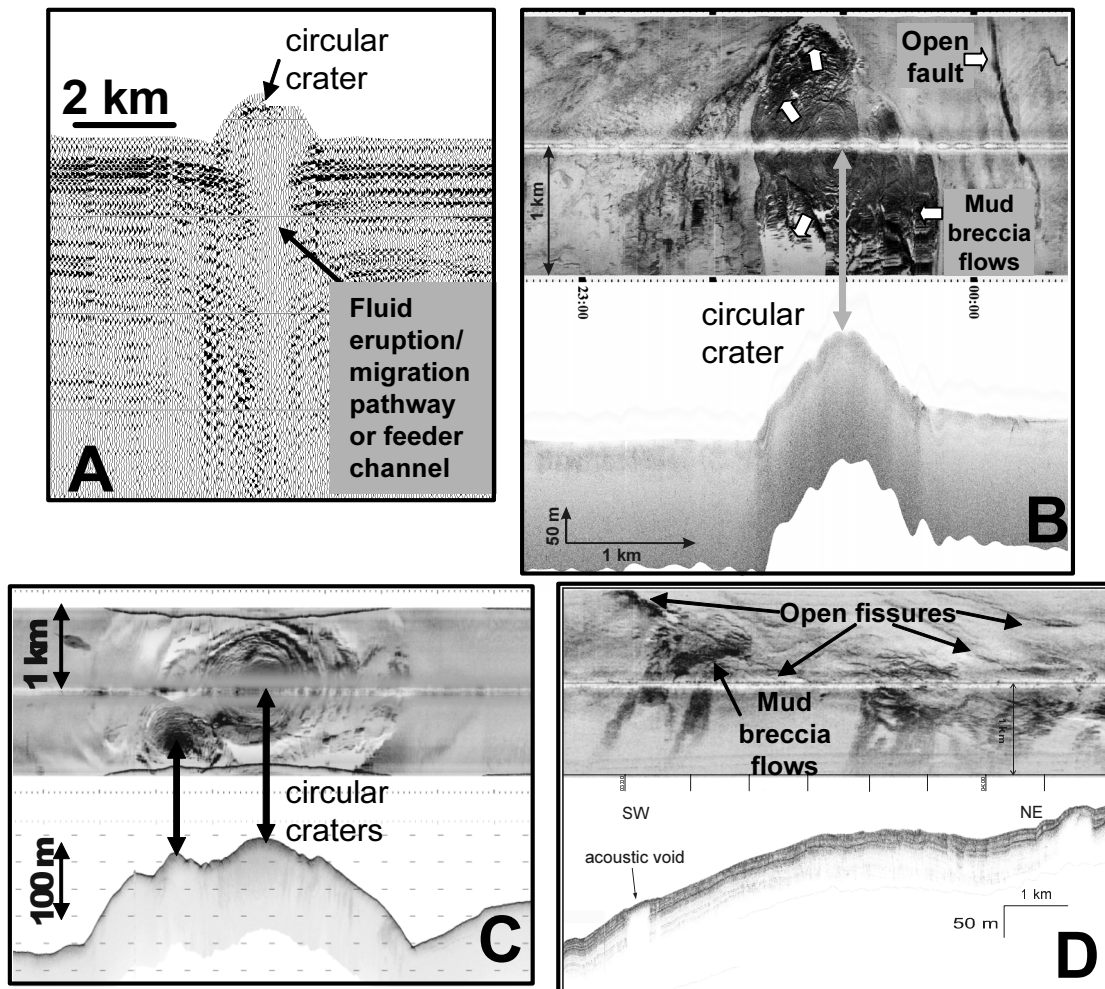 circular
crater
2 km
Fluid
eruption/
migration
pathway
or feeder
channel
A
Open
fault
1 km
Mud
breccia
flows
23:00
00:00
circular
crater
50 m
1 km
B
1 km
circular
craters
100 m
C
Open fissures
Mud
breccia
flows
1 km
SW
NE
acoustic void
1 km
50 m
D